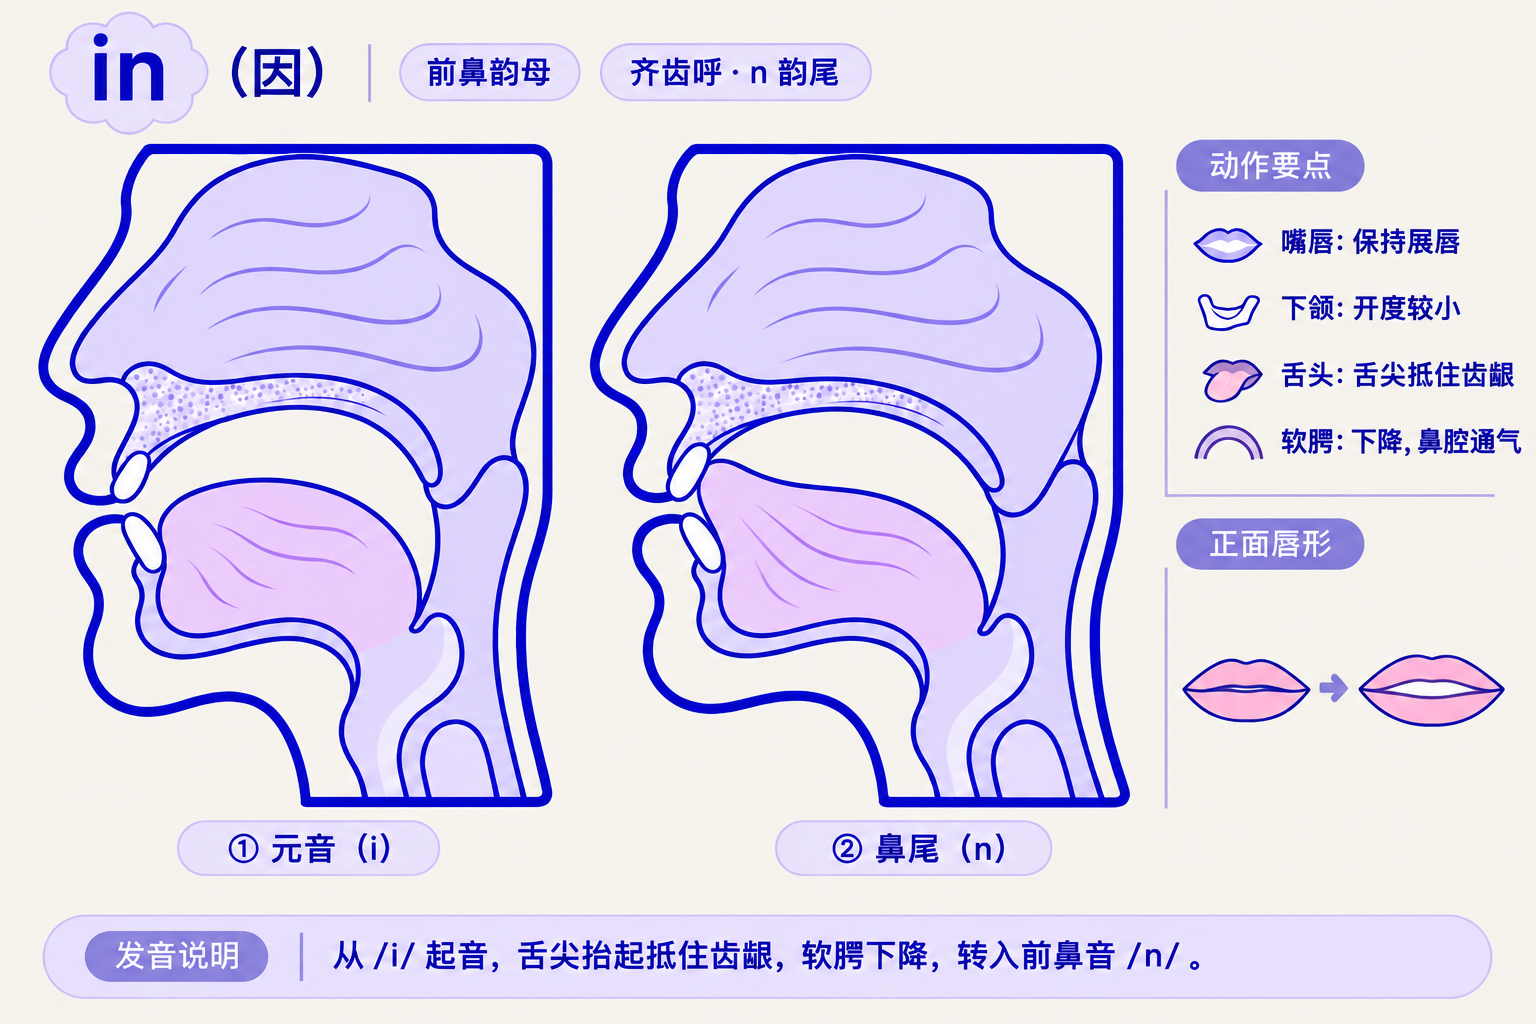 in （因） 前鼻韵母 齐齿呼 · n 韵尾
动作要点
嘴唇: 保持展唇
下颌: 开度较小
舌头: 舌尖抵住齿龈
软腭: 下降, 鼻腔通气
正面唇形
① 元音（i）
② 鼻尾（n）
发音说明 从 /i/ 起音，舌尖抬起抵住齿龈，软腭下降，转入前鼻音 /n/ 。